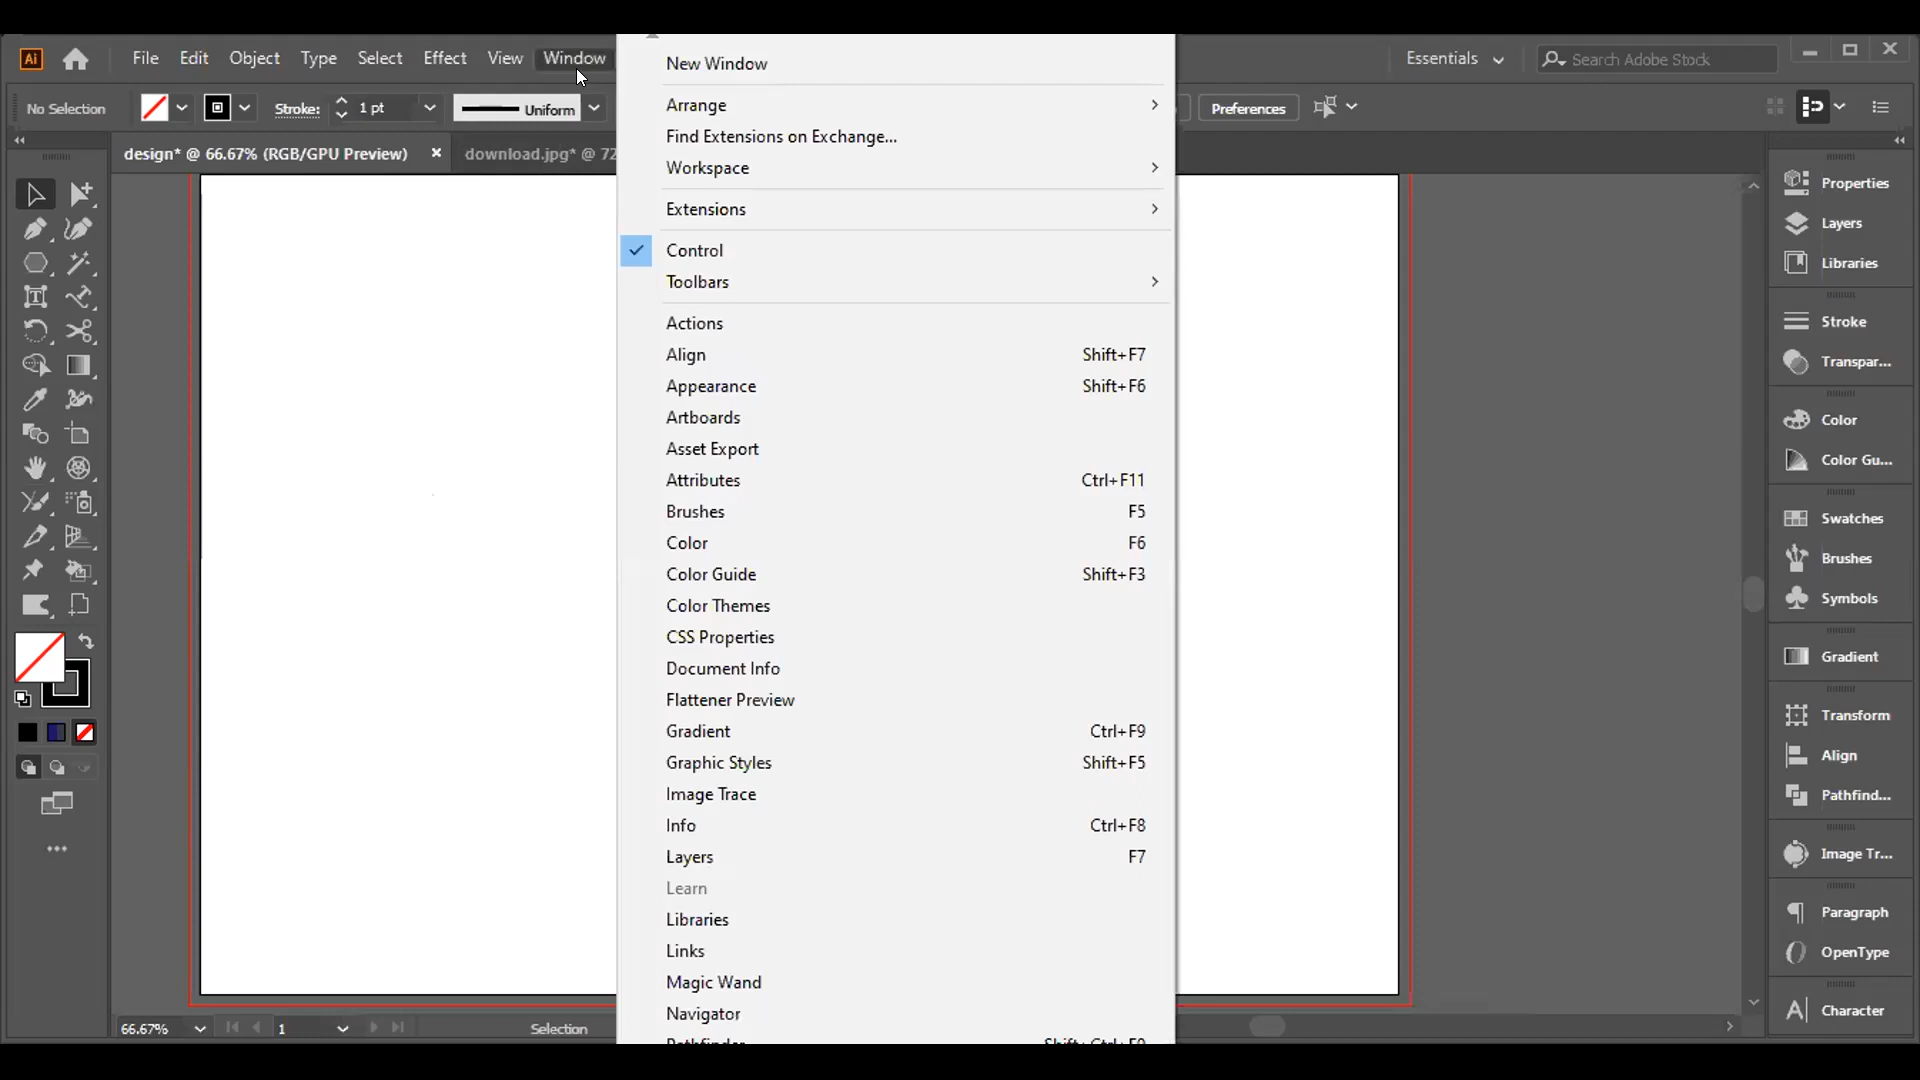 Ai File Edit Object Type Select Effect View Window
Essentials Search Adobe Stock
No Selection Stroke: 1 pt Uniform
Preferences
design* @ 66.67% (RGB/GPU Preview)
download.jpg* @ 72
New Window
Arrange
Find Extensions on Exchange...
Workspace
Extensions
Control
Toolbars
Actions
Align Shift+F7
Appearance Shift+F6
Artboards
Asset Export
Attributes Ctrl+F11
Brushes F5
Color F6
Color Guide Shift+F3
Color Themes
CSS Properties
Document Info
Flattener Preview
Gradient Ctrl+F9
Graphic Styles Shift+F5
Image Trace
Info Ctrl+F8
Layers F7
Learn
Libraries
Links
Magic Wand
Navigator
Pathfinder Shift+Ctrl+F9
Properties
Layers
Libraries
Stroke
Transpar...
Color
Color Gu...
Swatches
Brushes
Symbols
Gradient
Transform
Align
Pathfind...
Image Tr...
Paragraph
OpenType
Character
66.67% 1 Selection